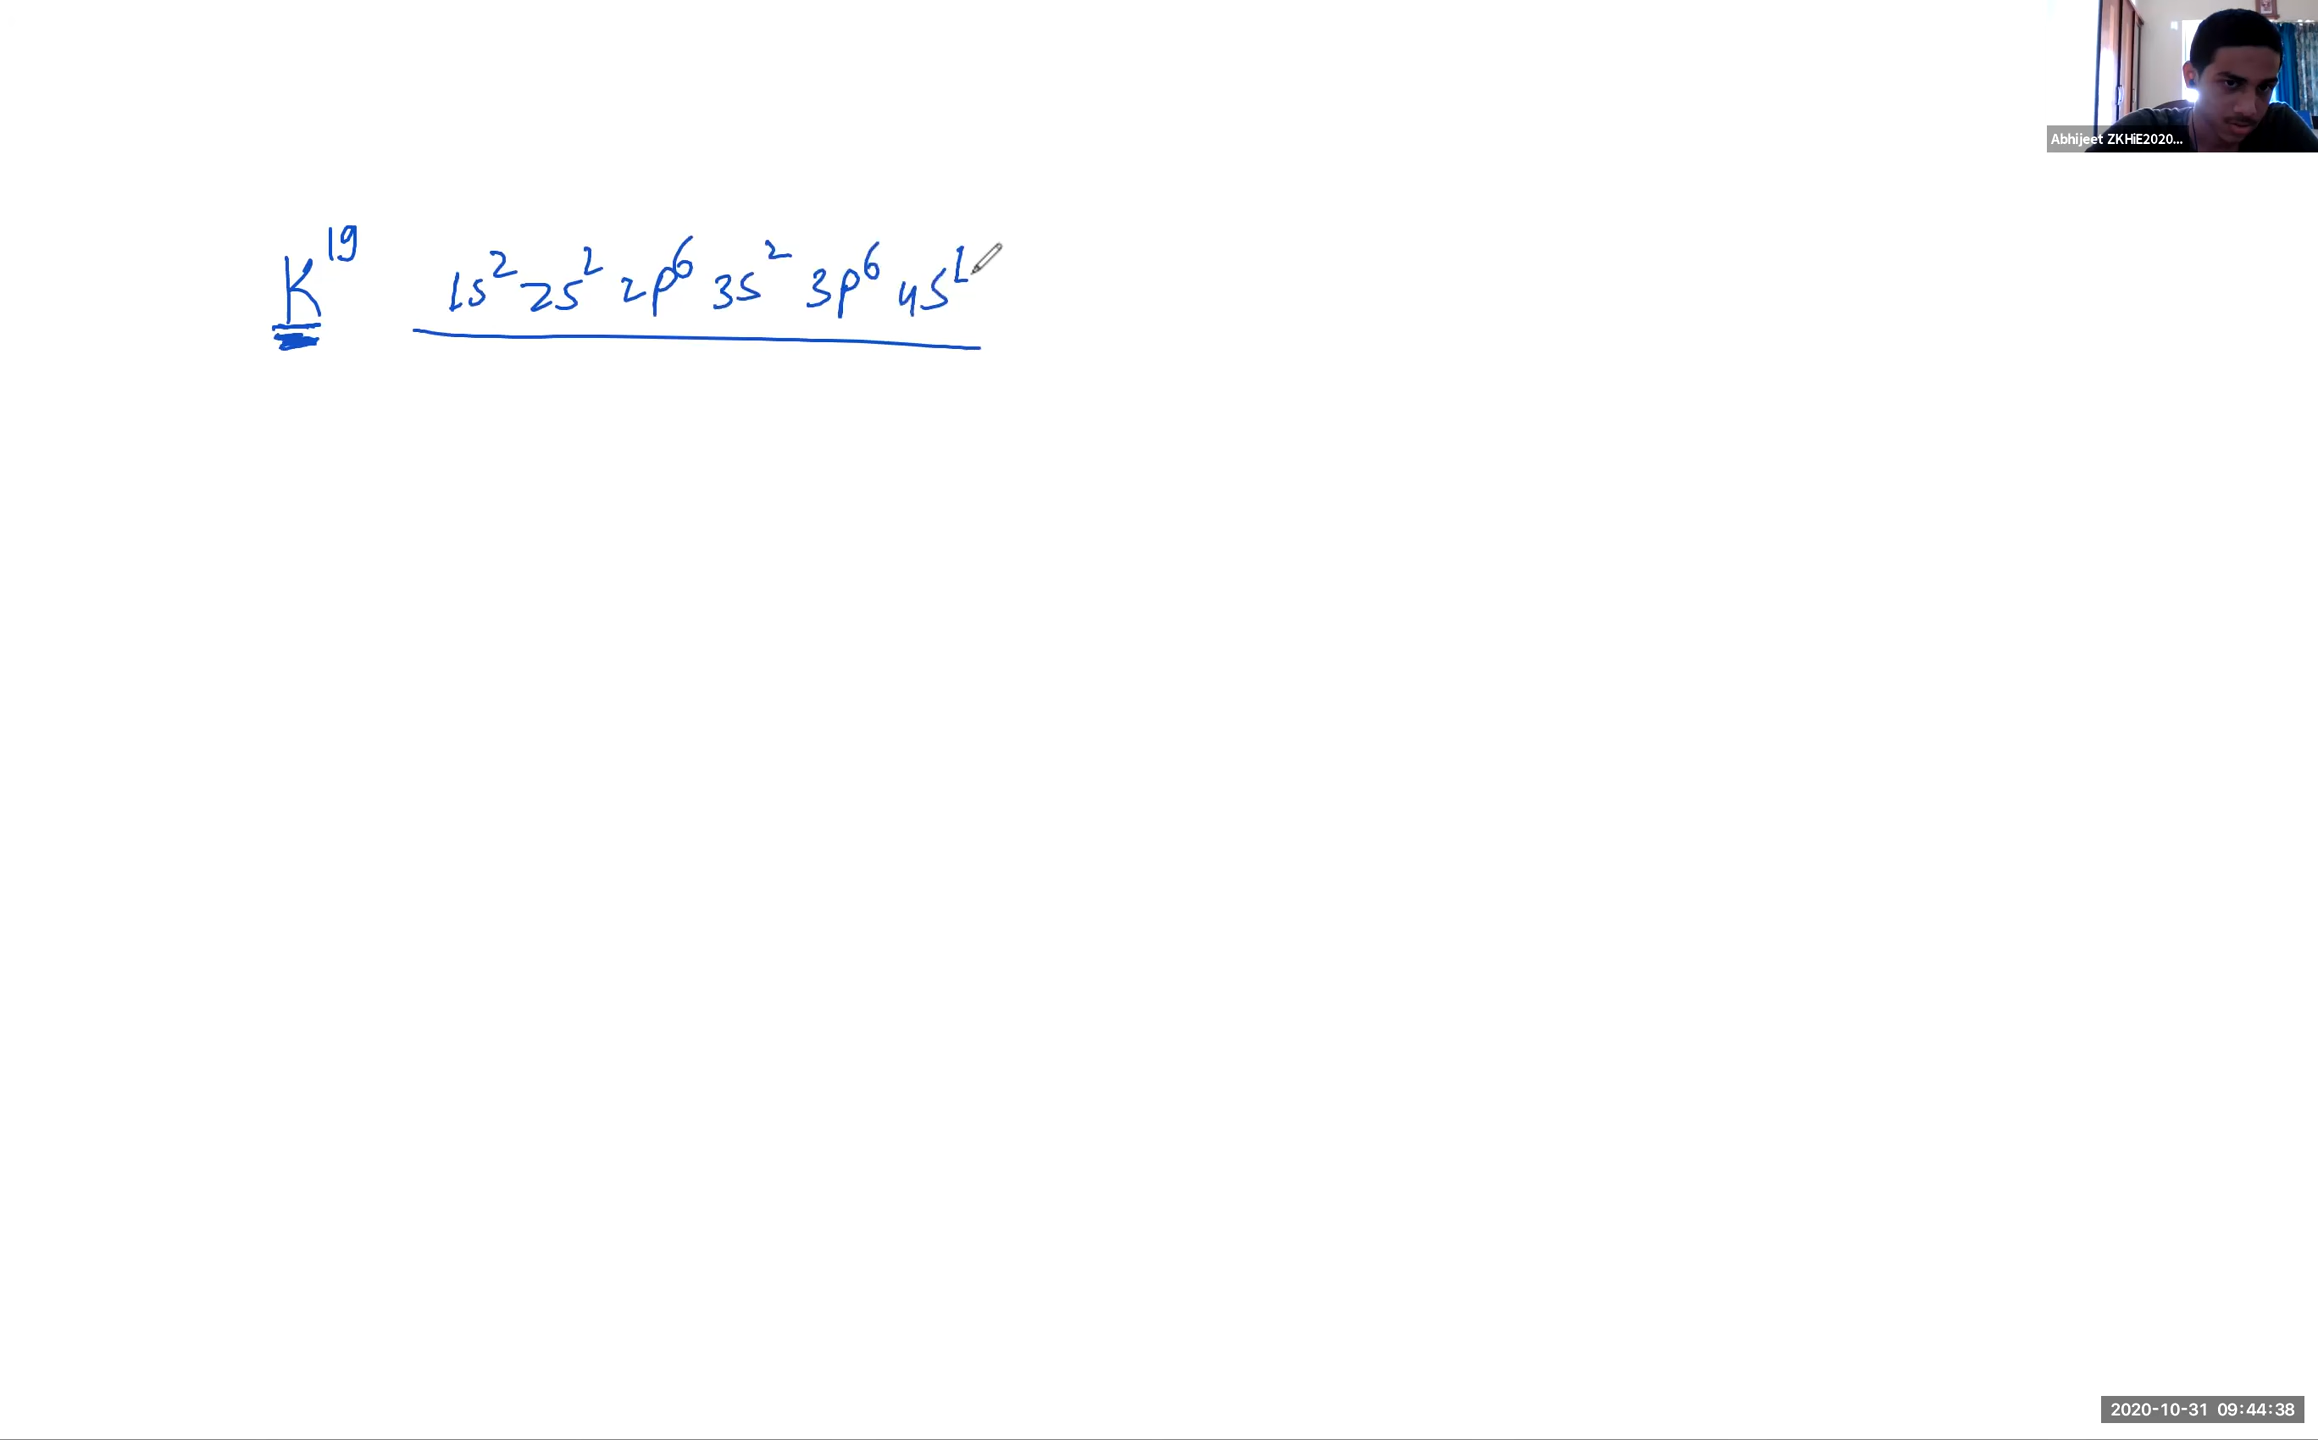 Abhijeet ZKHiE2020...
K¹⁹ 1s² 2s² 2p⁶ 3s² 3p⁶ 4s¹
2020-10-31 09:44:38